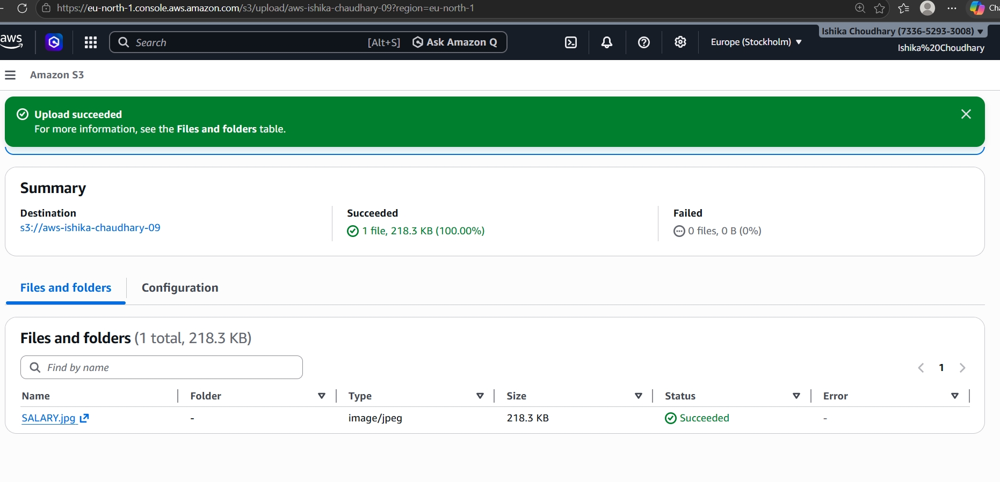 https://eu-north-1.console.aws.amazon.com/s3/upload/aws-ishika-chaudhary-09?region=eu-north-1
aws
Search
[Alt+S]
Ask Amazon Q
Europe (Stockholm)
Ishika Choudhary (7336-5293-3008)
Ishika%20Choudhary
Amazon S3
Upload succeeded
For more information, see the Files and folders table.
Summary
Destination
s3://aws-ishika-chaudhary-09
Succeeded
1 file, 218.3 KB (100.00%)
Failed
0 files, 0 B (0%)
Files and folders
Configuration
Files and folders (1 total, 218.3 KB)
Find by name
1
Name Folder Type Size Status Error
SALARY.jpg - image/jpeg 218.3 KB Succeeded -